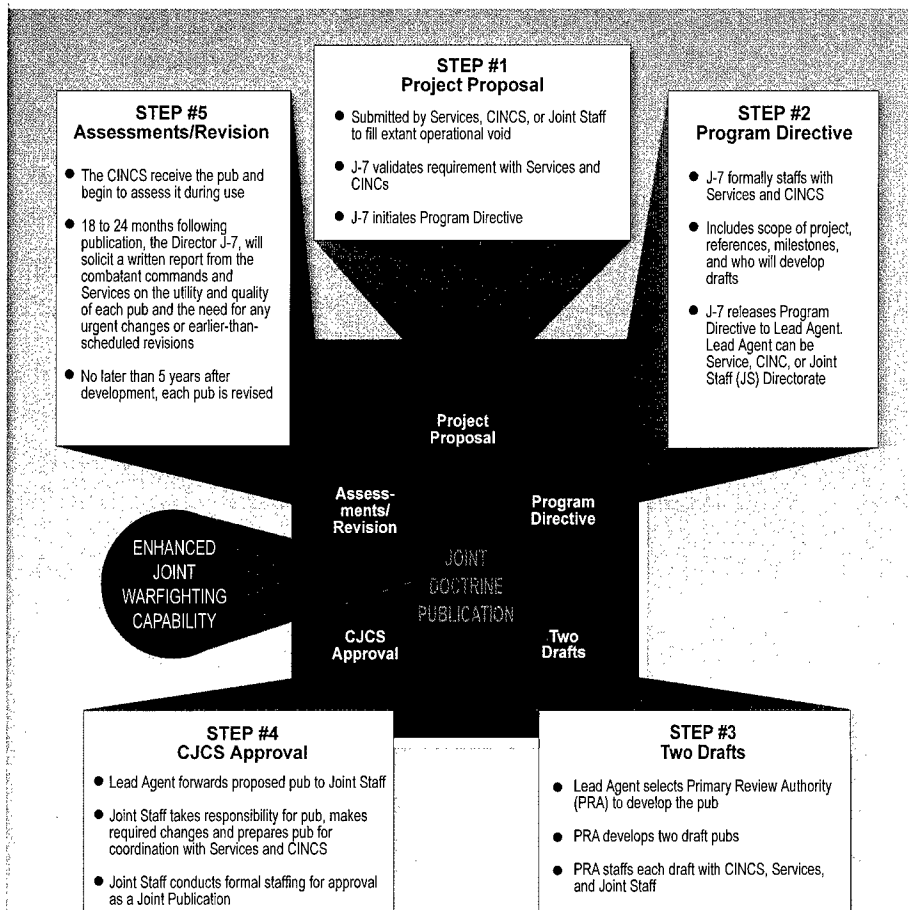 STEP #1
Project Proposal
● Submitted by Services, CINCS, or Joint Staff
to fill extant operational void
● J-7 validates requirement with Services and
CINCs
● J-7 initiates Program Directive
STEP #2
Program Directive
● J-7 formally staffs with
Services and CINCS
● Includes scope of project,
references, milestones,
and who will develop
drafts
● J-7 releases Program
Directive to Lead Agent.
Lead Agent can be
Service, CINC, or Joint
Staff (JS) Directorate
STEP #3
Two Drafts
● Lead Agent selects Primary Review Authority
(PRA) to develop the pub
● PRA develops two draft pubs
● PRA staffs each draft with CINCS, Services,
and Joint Staff
STEP #4
CJCS Approval
● Lead Agent forwards proposed pub to Joint Staff
● Joint Staff takes responsibility for pub, makes
required changes and prepares pub for
coordination with Services and CINCS
● Joint Staff conducts formal staffing for approval
as a Joint Publication
STEP #5
Assessments/Revision
● The CINCS receive the pub and
begin to assess it during use
● 18 to 24 months following
publication, the Director J-7, will
solicit a written report from the
combatant commands and
Services on the utility and quality
of each pub and the need for any
urgent changes or earlier-than-
scheduled revisions
● No later than 5 years after
development, each pub is revised
Project
Proposal
Program
Directive
Two
Drafts
CJCS
Approval
Assess-
ments/
Revision
JOINT
DOCTRINE
PUBLICATION
ENHANCED
JOINT
WARFIGHTING
CAPABILITY